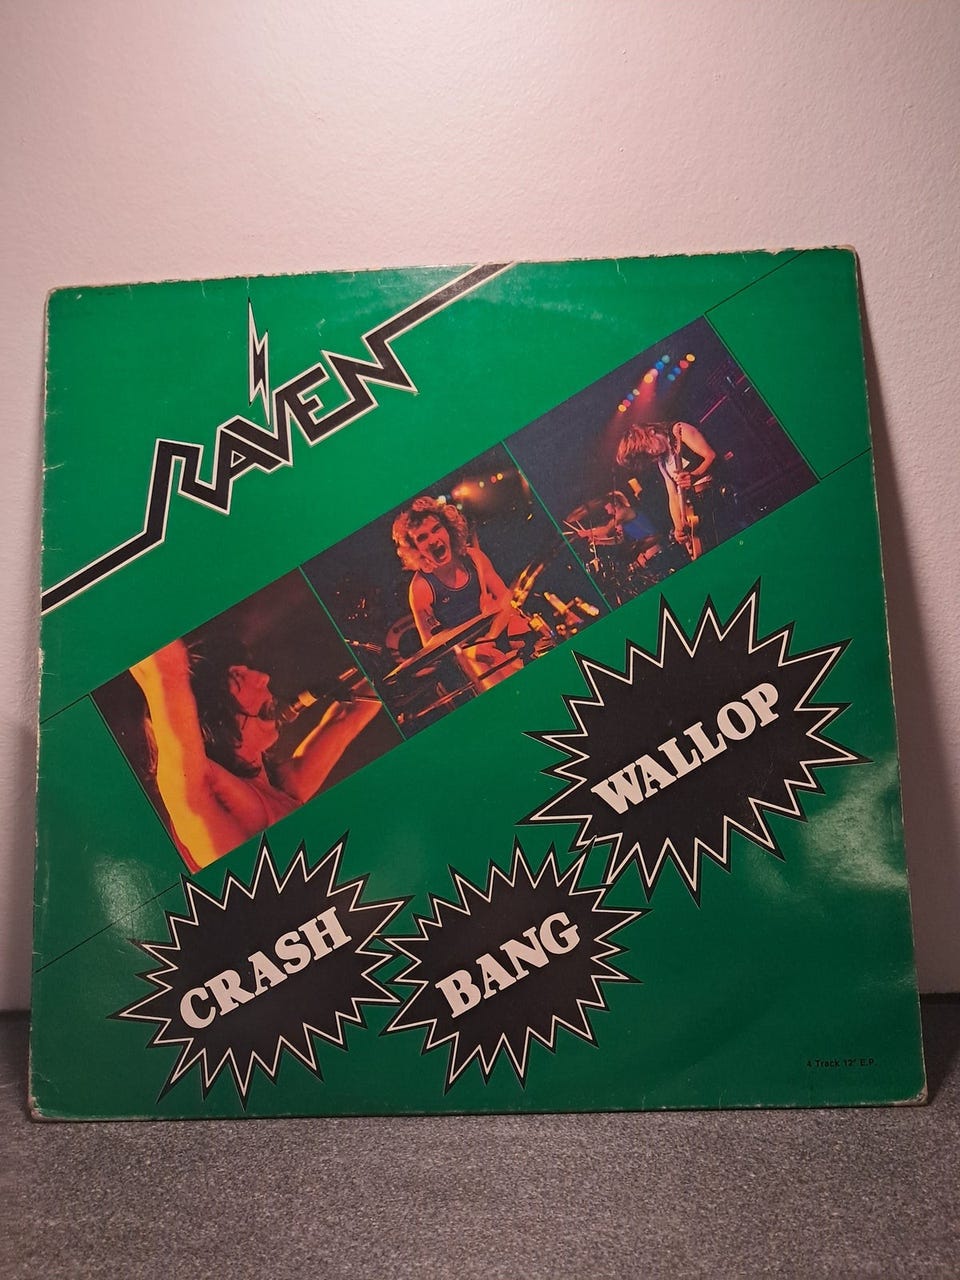 RAVEN
WALLOP
CRASH
BANG
4 Track 12" E.P.